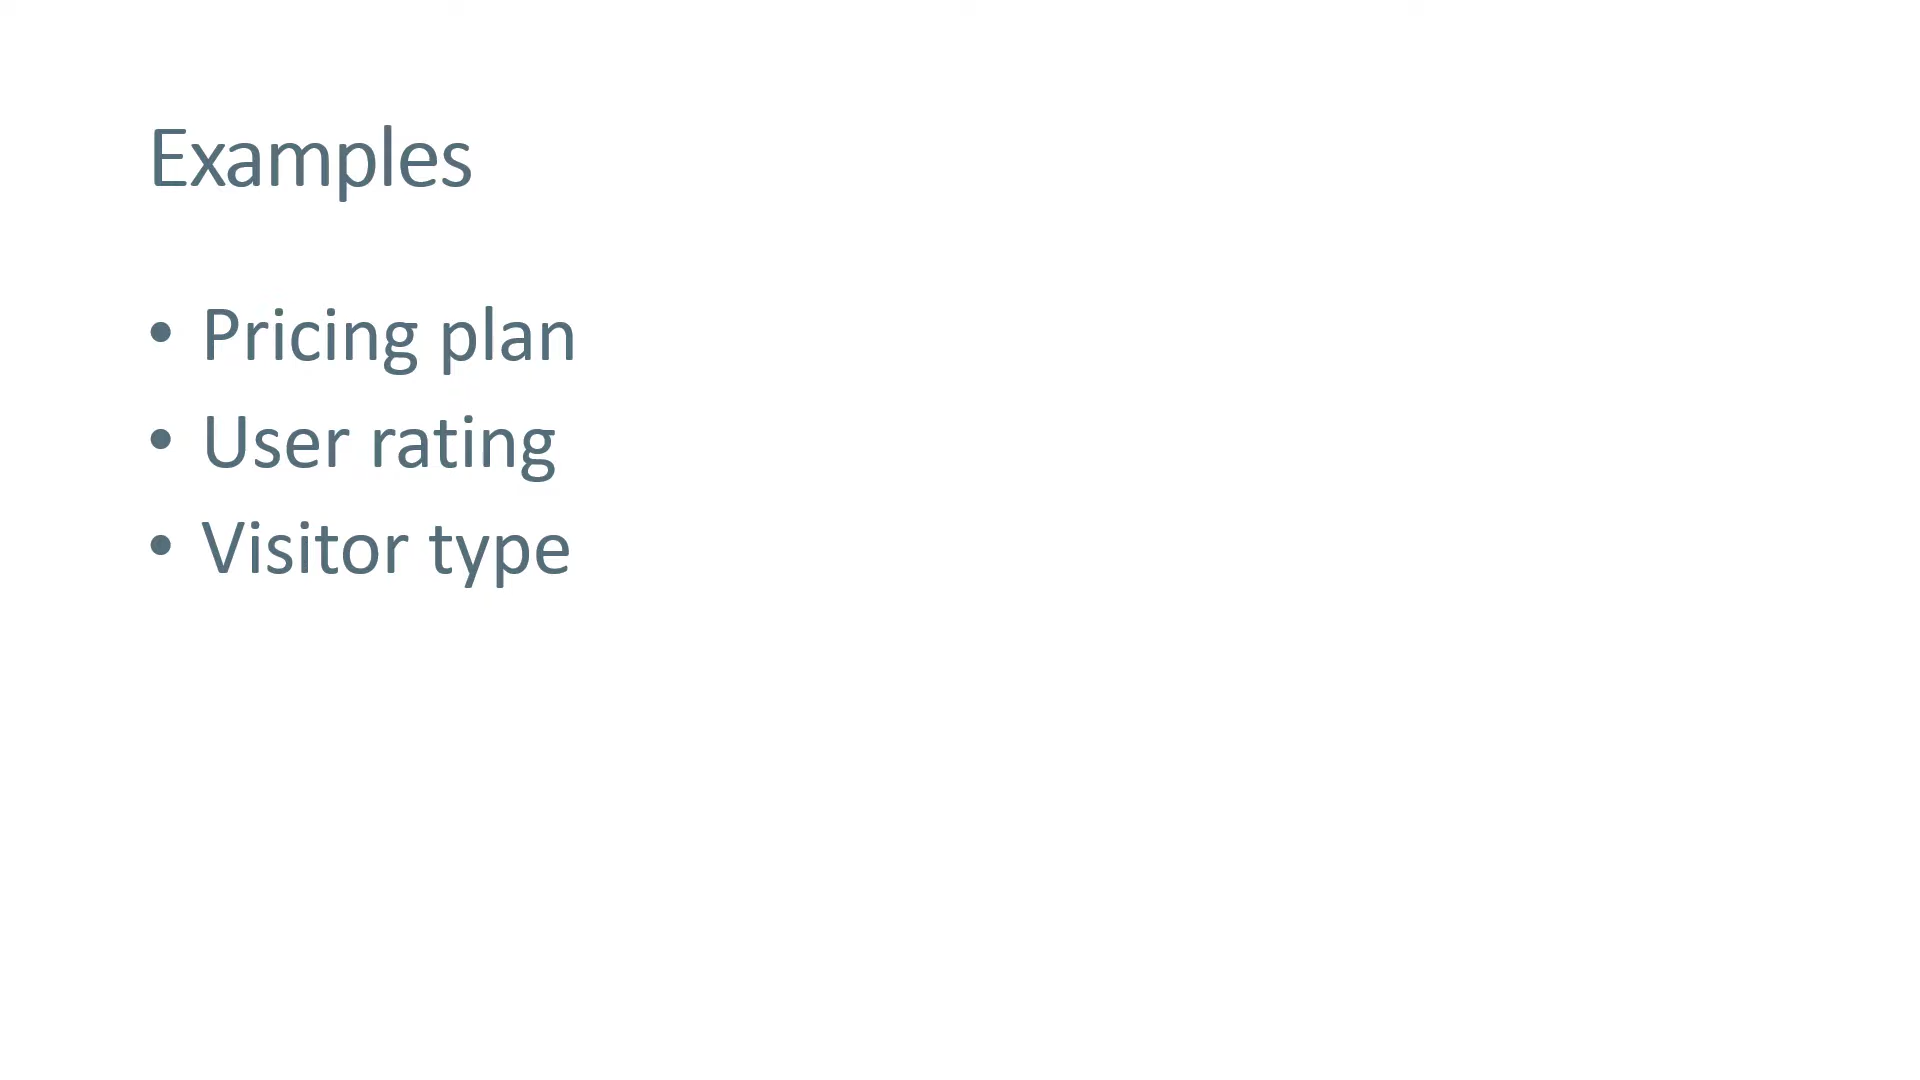 Examples
• Pricing plan
• User rating
• Visitor type